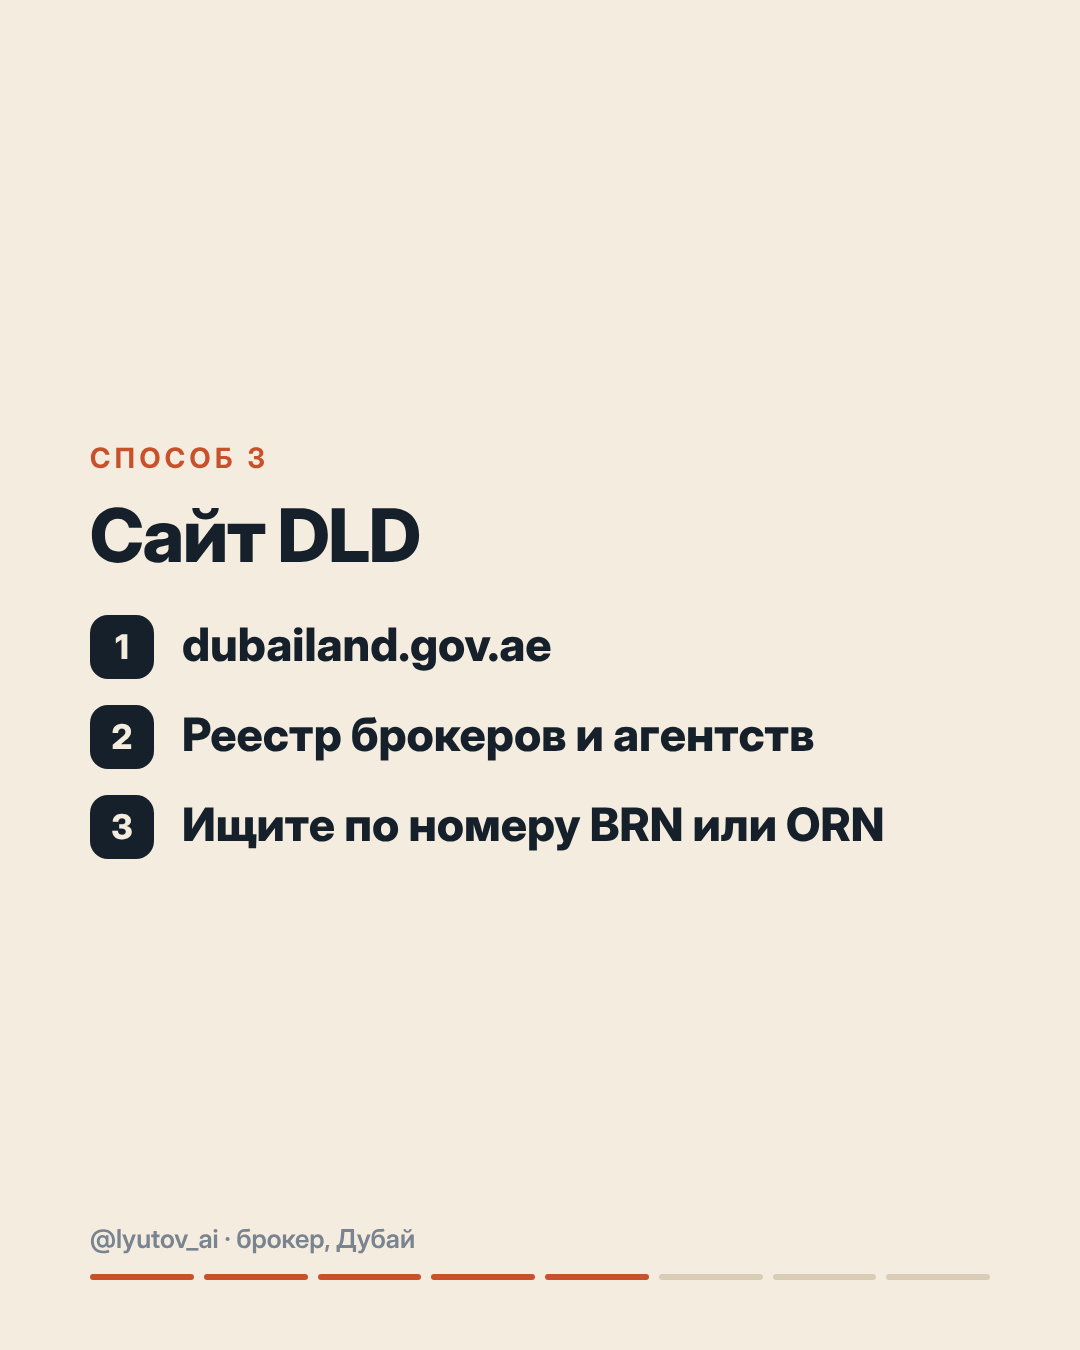 СПОСОБ 3
Сайт DLD
1 dubailand.gov.ae
2 Реестр брокеров и агентств
3 Ищите по номеру BRN или ORN
@lyutov_ai · брокер, Дубай